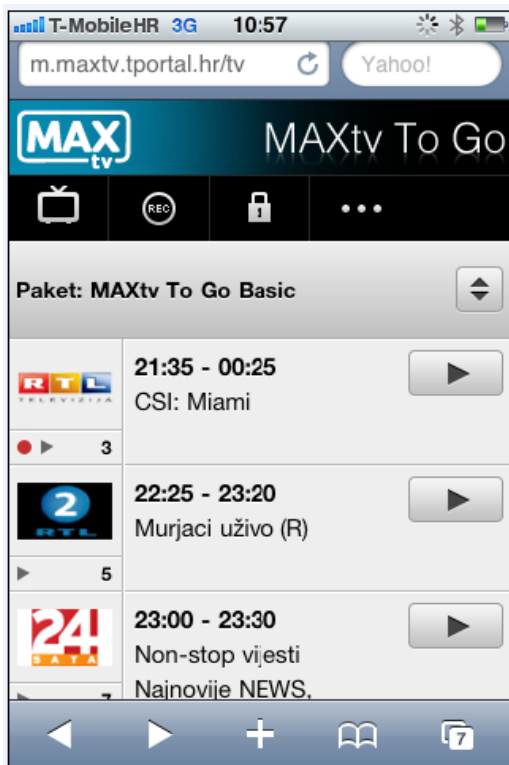 T-MobileHR 3G 10:57
m.maxtv.tportal.hr/tv Yahoo!
MAX tv MAXtv To Go
REC 1
Paket: MAXtv To Go Basic
RTL
TELEVIZIJA
21:35 - 00:25
CSI: Miami
3
2
RTL
22:25 - 23:20
Murjaci uživo (R)
5
24
SATA
23:00 - 23:30
Non-stop vijesti
Najnovije NEWS,
7
7